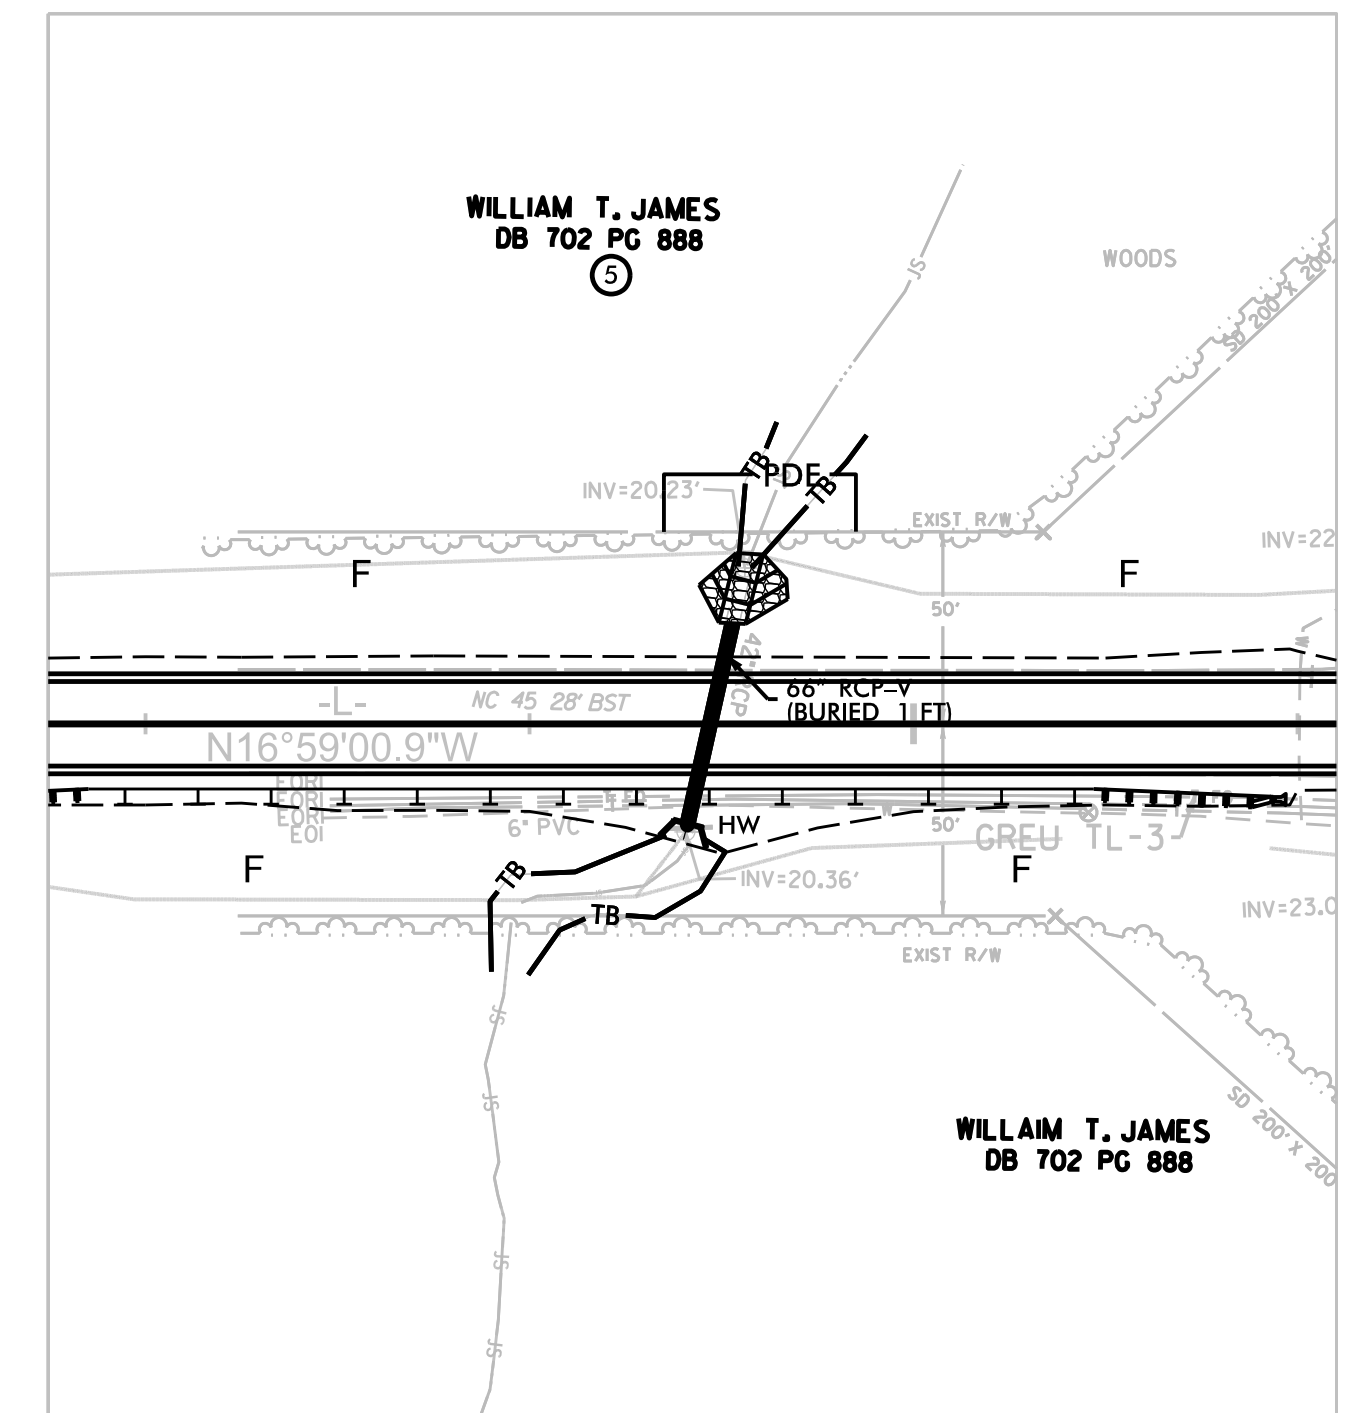 WILLIAM T. JAMES
DB 702 PG 888
5
WOODS
SD 200' X 200'
JS
TB
PDE
TB
JS
INV=20.23'
EXIST R/W
INV=22
F
F
50'
W
42" RCP
66" RCP-V
(BURIED 1 FT)
-L-
NC 45 28' BST
N16°59'00.9"W
EORI
EORI
EOI
6" PVC
W
HW
50'
GREU TL-3
F
F
TB
TB
INV=20.36'
INV=23.0
EXIST R/W
JS
JS
SD 200' X 200
WILLAIM T. JAMES
DB 702 PG 888
JS
JS